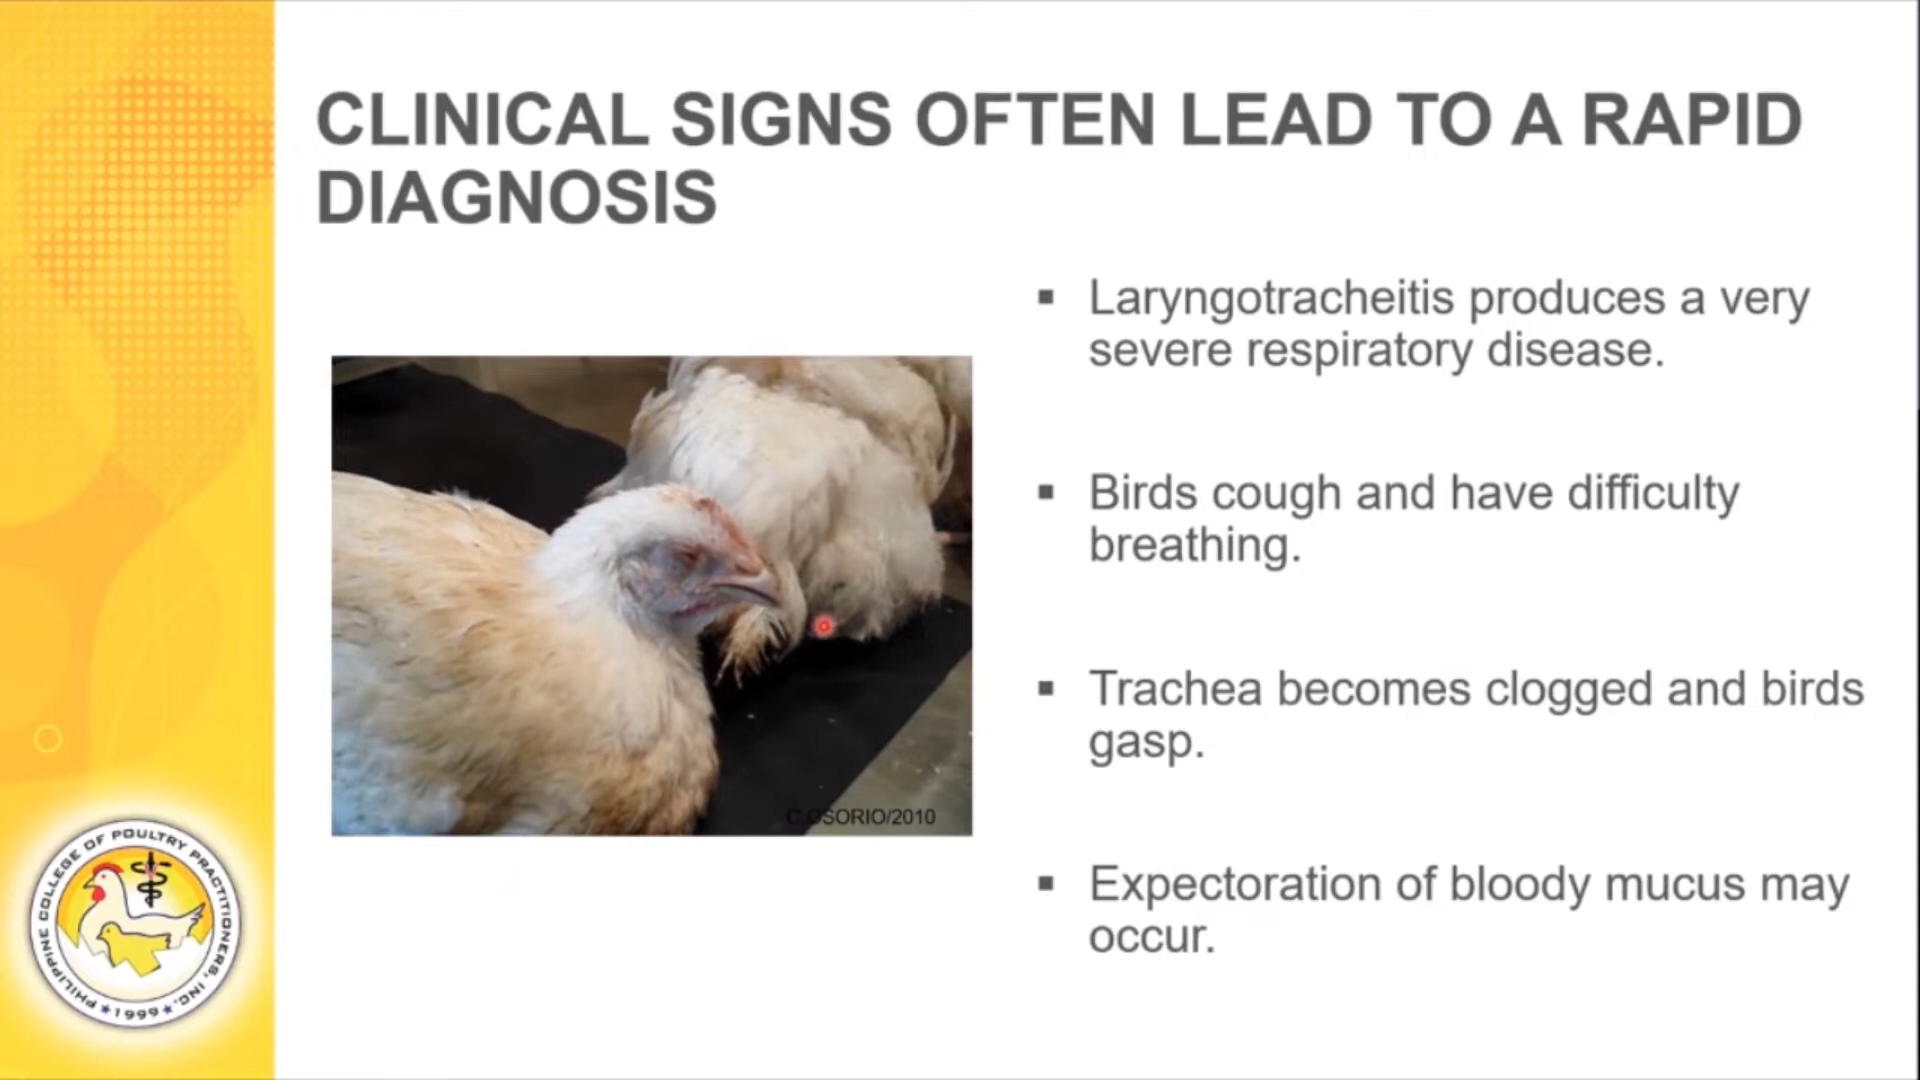 CLINICAL SIGNS OFTEN LEAD TO A RAPID
DIAGNOSIS
▪ Laryngotracheitis produces a very
severe respiratory disease.
▪ Birds cough and have difficulty
breathing.
▪ Trachea becomes clogged and birds
gasp.
▪ Expectoration of bloody mucus may
occur.
C.OSORIO/2010
PHILIPPINE COLLEGE OF POULTRY PRACTITIONERS, INC.
★1999★